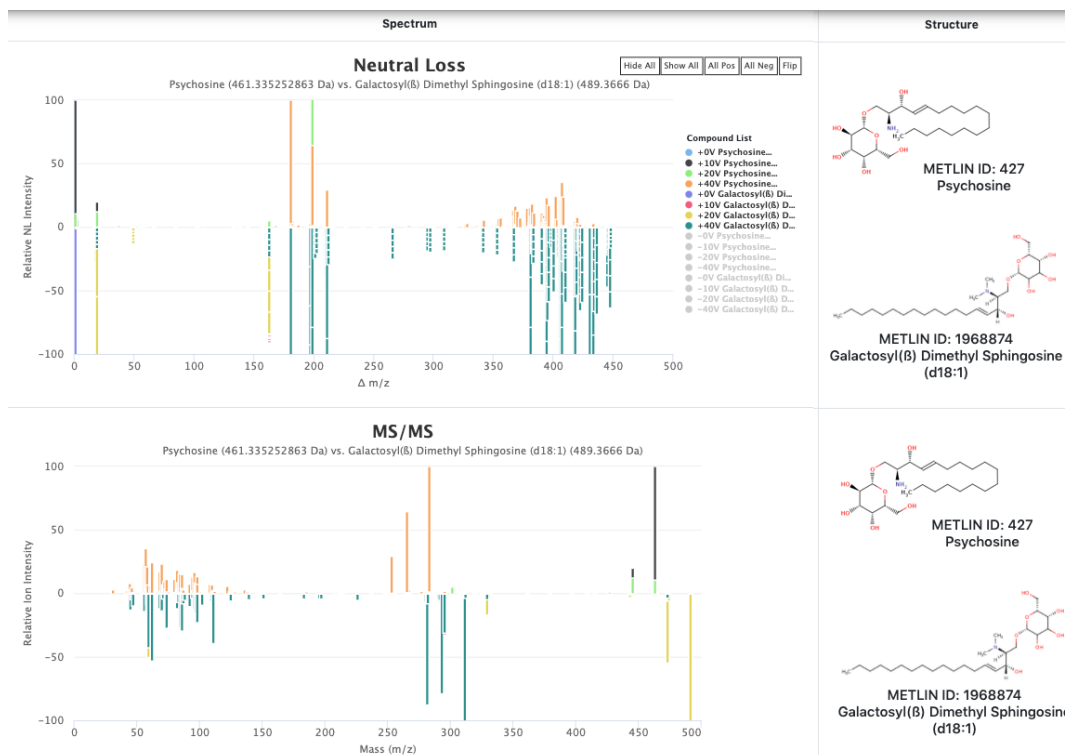 Spectrum
Structure
Neutral Loss
Hide All
Show All
All Pos
All Neg
Flip
Psychosine (461.335252863 Da) vs. Galactosyl(ß) Dimethyl Sphingosine (d18:1) (489.3666 Da)
Relative NL Intensity
100
50
0
-50
-100
0
50
100
150
200
250
300
350
400
450
500
Δ m/z
Compound List
+0V Psychosine...
+10V Psychosine...
+20V Psychosine...
+40V Psychosine...
+0V Galactosyl(ß) Di...
+10V Galactosyl(ß) D...
+20V Galactosyl(ß) D...
+40V Galactosyl(ß) D...
-0V Psychosine...
-10V Psychosine...
-20V Psychosine...
-40V Psychosine...
-0V Galactosyl(ß) Di...
-10V Galactosyl(ß) D...
-20V Galactosyl(ß) D...
-40V Galactosyl(ß) D...
METLIN ID: 427
Psychosine
METLIN ID: 1968874
Galactosyl(ß) Dimethyl Sphingosine
(d18:1)
MS/MS
Psychosine (461.335252863 Da) vs. Galactosyl(ß) Dimethyl Sphingosine (d18:1) (489.3666 Da)
Relative Ion Intensity
100
50
0
-50
-100
0
50
100
150
200
250
300
350
400
450
500
Mass (m/z)
METLIN ID: 427
Psychosine
METLIN ID: 1968874
Galactosyl(ß) Dimethyl Sphingosine
(d18:1)